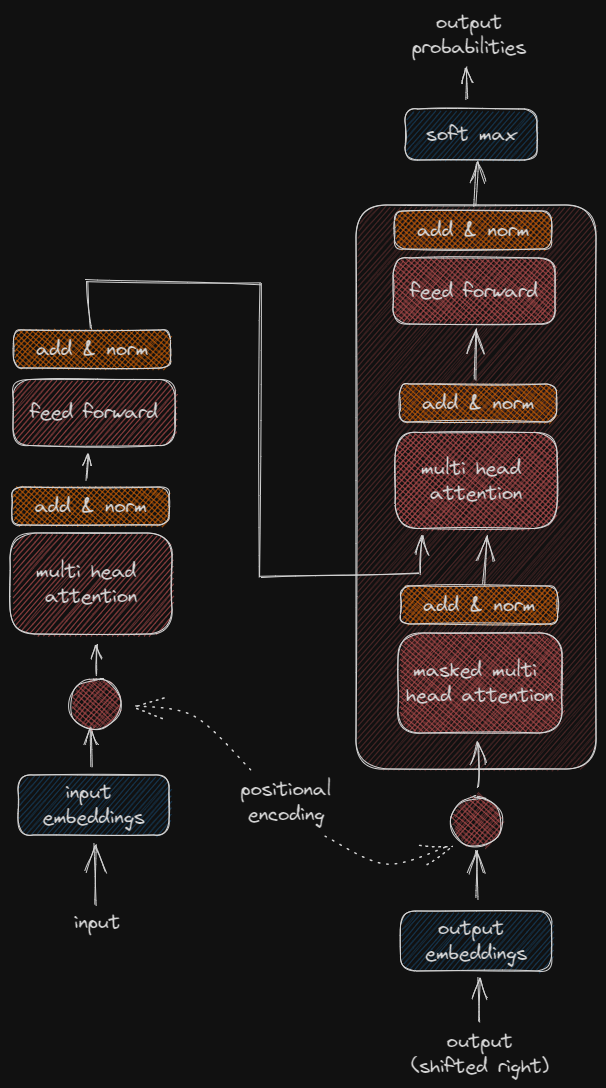 output
probabilities
soft max
add & norm
feed forward
add & norm
multi head
attention
add & norm
masked multi
head attention
add & norm
feed forward
add & norm
multi head
attention
positional
encoding
input
embeddings
input
output
embeddings
output
(shifted right)